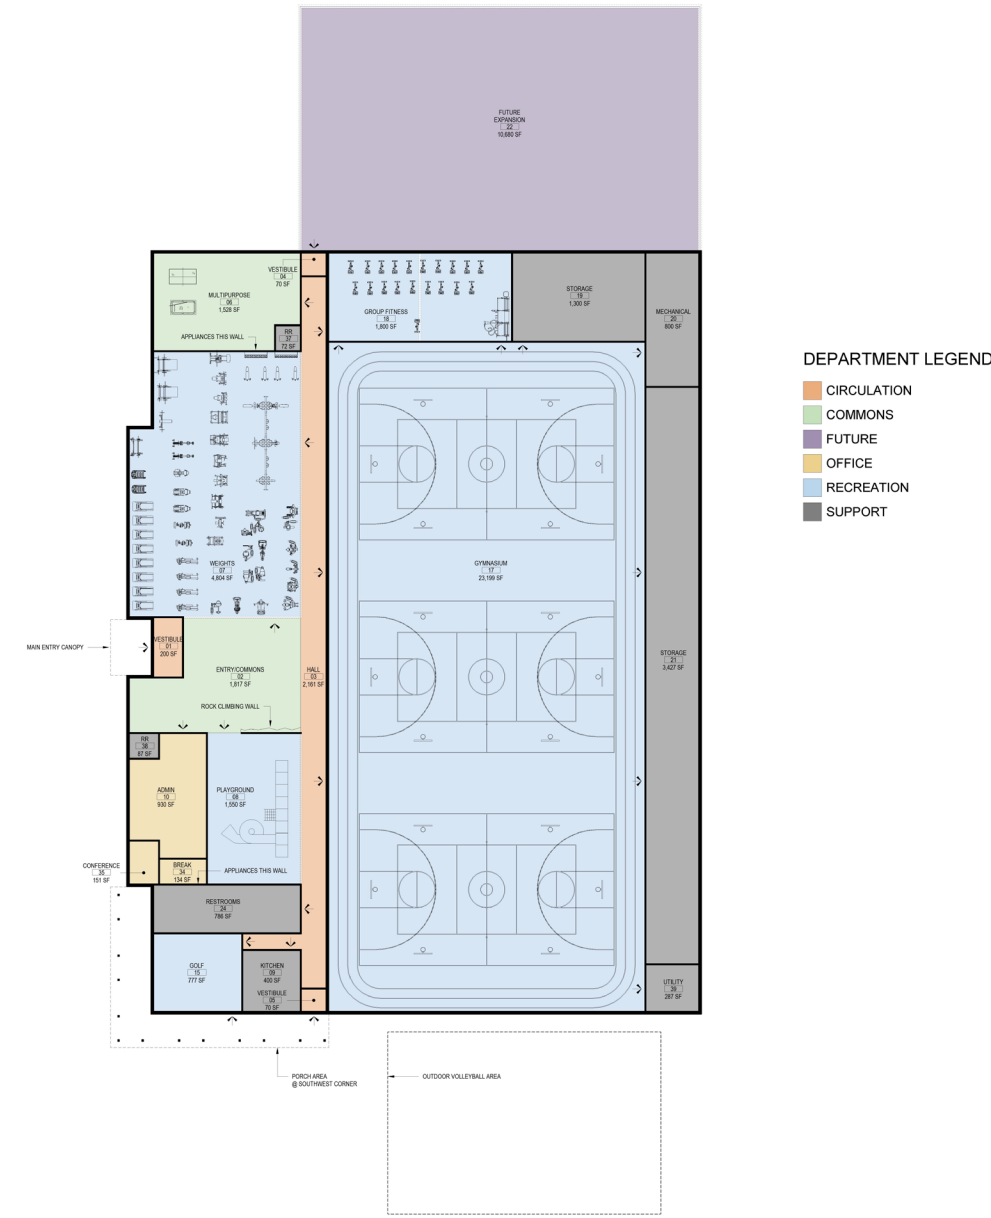 FUTURE
EXPANSION
22
10,680 SF
VESTIBULE
04
70 SF
MULTIPURPOSE
06
1,528 SF
APPLIANCES THIS WALL
RR
37
72 SF
GROUP FITNESS
18
1,800 SF
STORAGE
19
1,300 SF
MECHANICAL
20
800 SF
DEPARTMENT LEGEND
CIRCULATION
COMMONS
FUTURE
OFFICE
RECREATION
SUPPORT
WEIGHTS
07
4,804 SF
GYMNASIUM
17
23,199 SF
MAIN ENTRY CANOPY
VESTIBULE
01
200 SF
ENTRY/COMMONS
02
1,817 SF
HALL
03
2,161 SF
STORAGE
21
3,427 SF
ROCK CLIMBING WALL
RR
38
87 SF
ADMIN
10
930 SF
PLAYGROUND
08
1,550 SF
CONFERENCE
35
151 SF
BREAK
34
134 SF
APPLIANCES THIS WALL
RESTROOMS
24
786 SF
GOLF
15
777 SF
KITCHEN
09
400 SF
VESTIBULE
05
70 SF
UTILITY
39
287 SF
PORCH AREA
@ SOUTHWEST CORNER
OUTDOOR VOLLEYBALL AREA